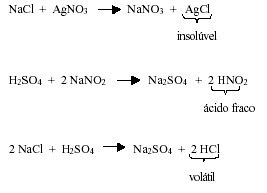 NaCl + AgNO3 → NaNO3 + AgCl
insolúvel
H2SO4 + 2 NaNO2 → Na2SO4 + 2 HNO2
ácido fraco
2 NaCl + H2SO4 → Na2SO4 + 2 HCl
volátil